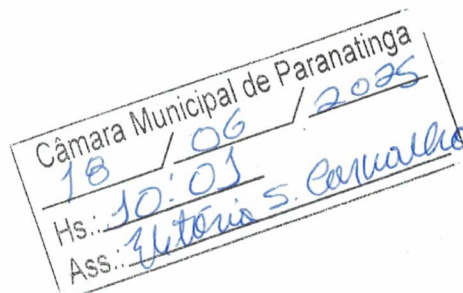 Câmara Municipal de Paranatinga
18 / 06 / 2025
Hs.: 10:01
Ass.: Vitória S. Carvalho